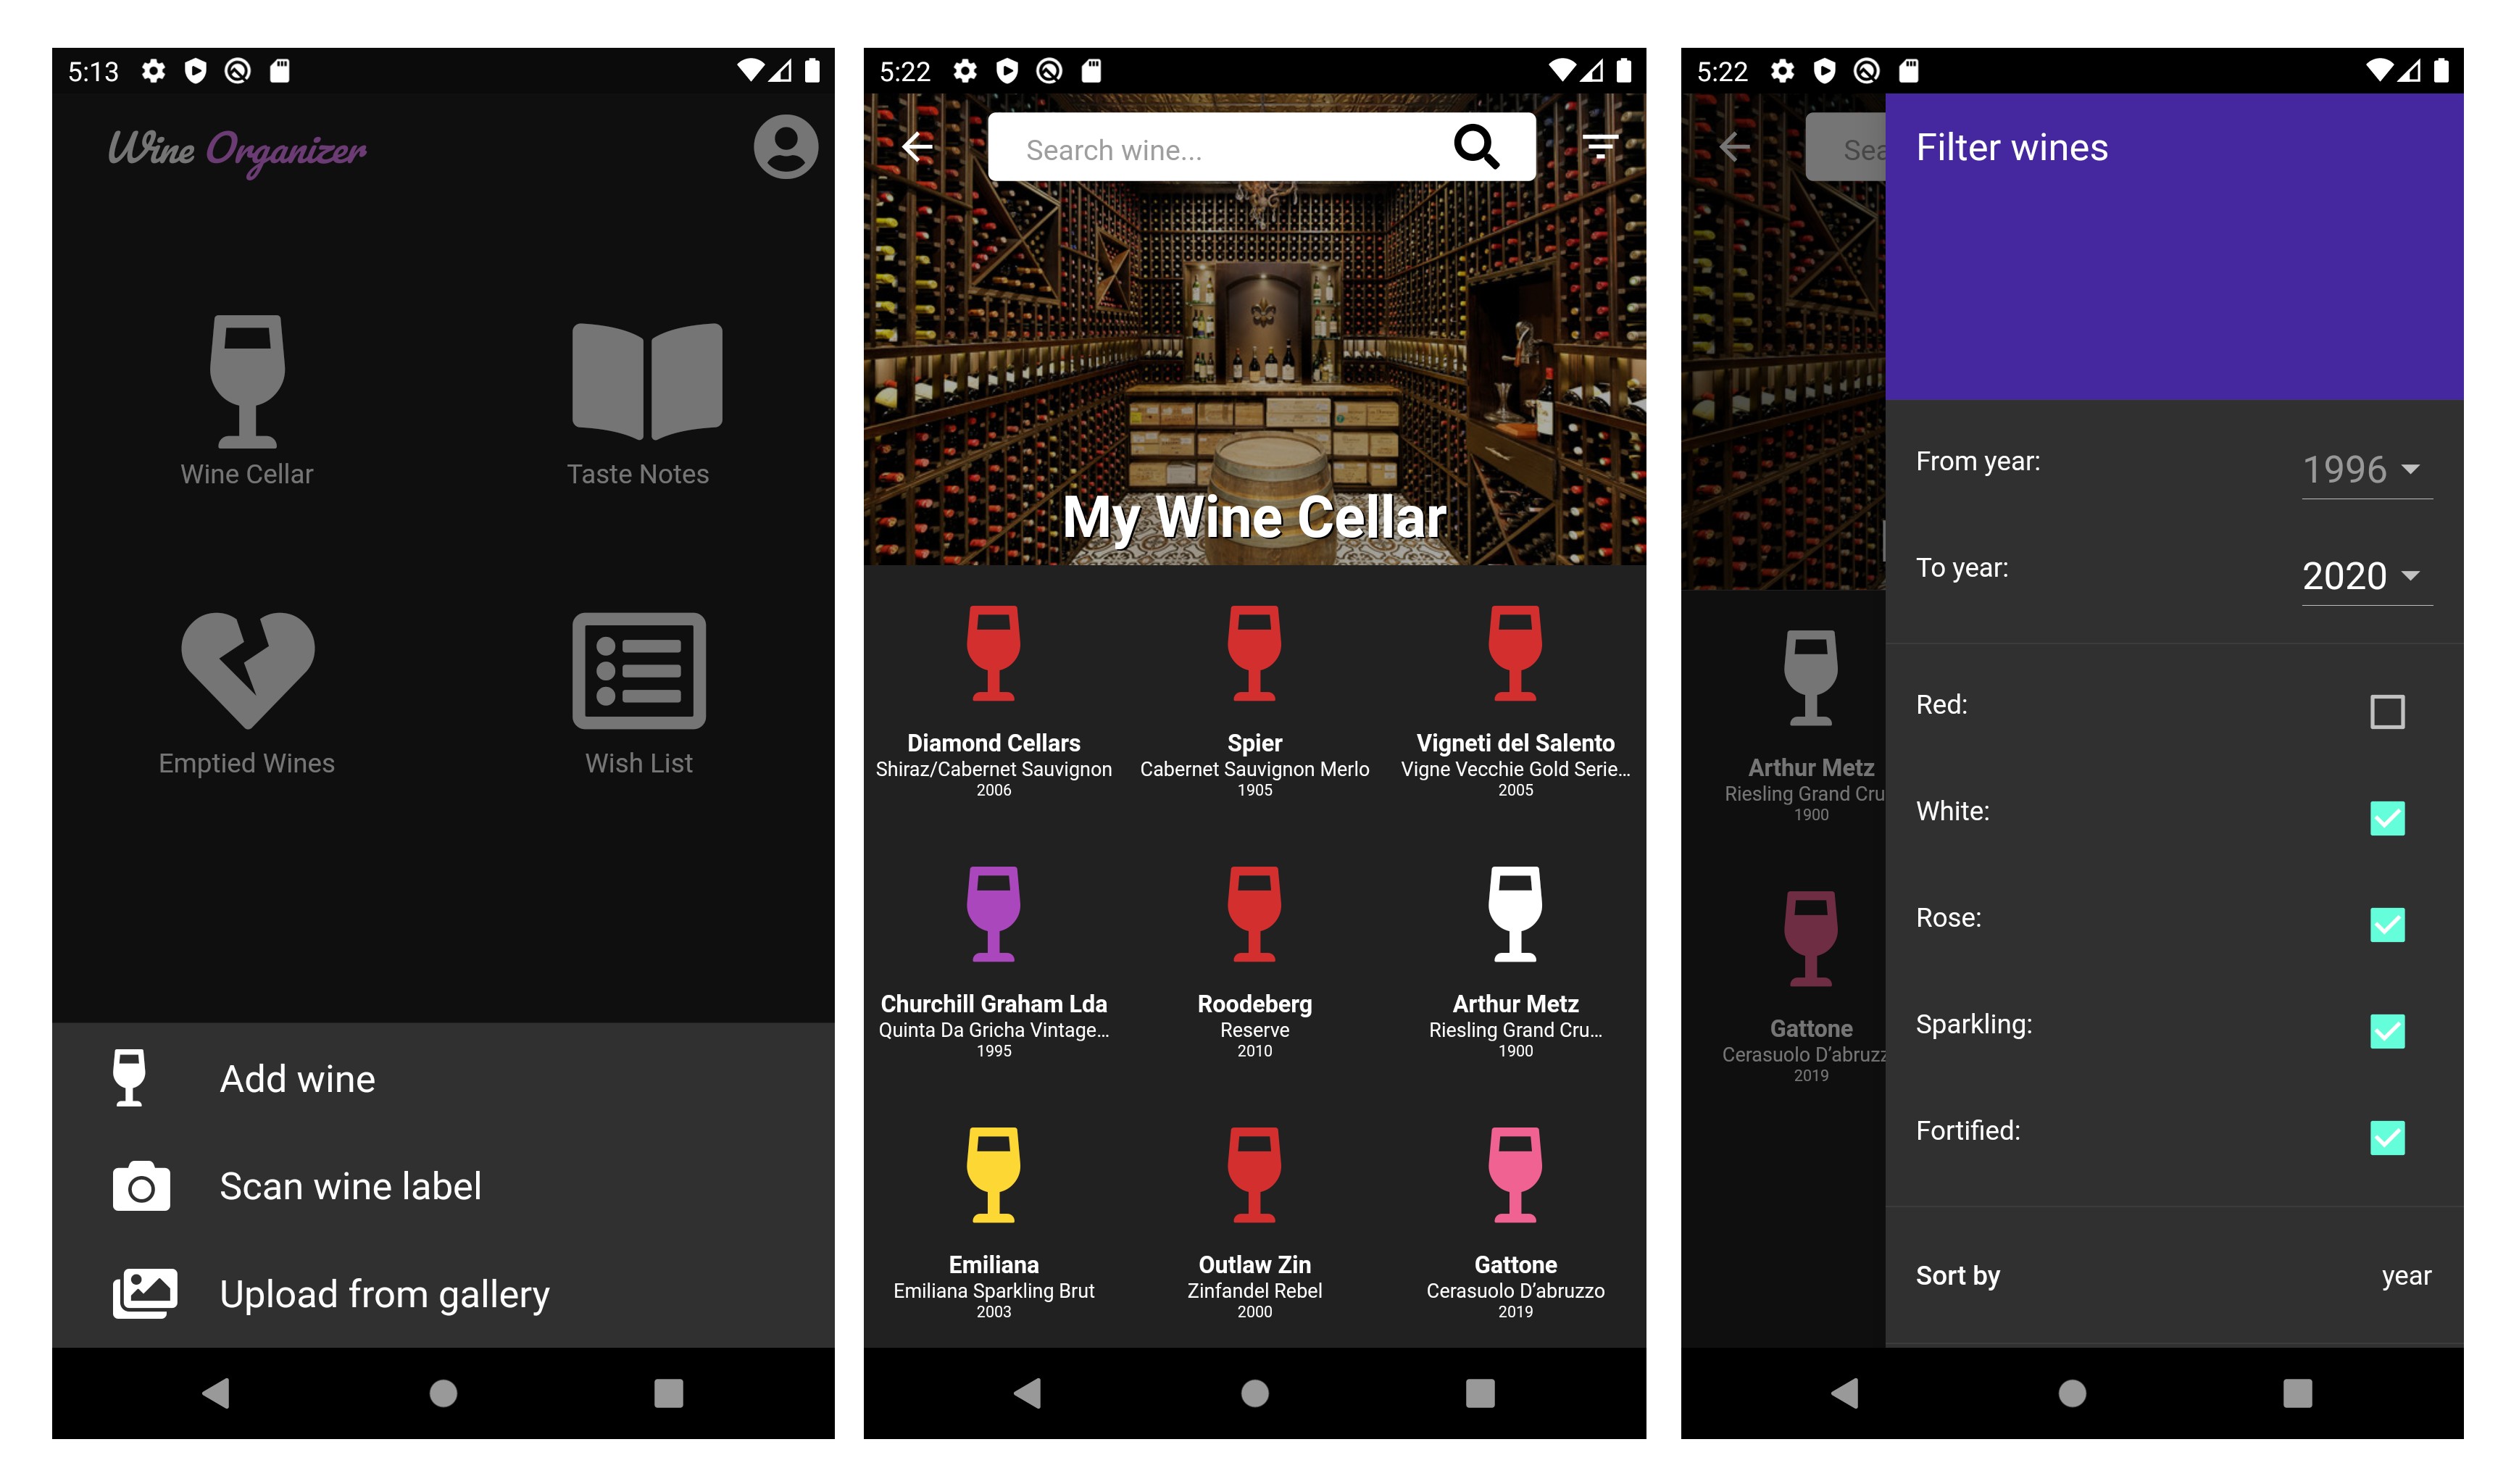 5:13
Wine Organizer
Wine Cellar
Taste Notes
Emptied Wines
Wish List
Add wine
Scan wine label
Upload from gallery
5:22
Search wine...
My Wine Cellar
Diamond Cellars
Shiraz/Cabernet Sauvignon
2006
Spier
Cabernet Sauvignon Merlo
1905
Vigneti del Salento
Vigne Vecchie Gold Serie...
2005
Churchill Graham Lda
Quinta Da Gricha Vintage...
1995
Roodeberg
Reserve
2010
Arthur Metz
Riesling Grand Cru...
1900
Emiliana
Emiliana Sparkling Brut
2003
Outlaw Zin
Zinfandel Rebel
2000
Gattone
Cerasuolo D'abruzzo
2019
5:22
Sea
Arthur Metz
Riesling Grand Cru
1900
Gattone
Cerasuolo D'abruzz
2019
Filter wines
From year:
1996
To year:
2020
Red:
White:
Rose:
Sparkling:
Fortified:
Sort by
year